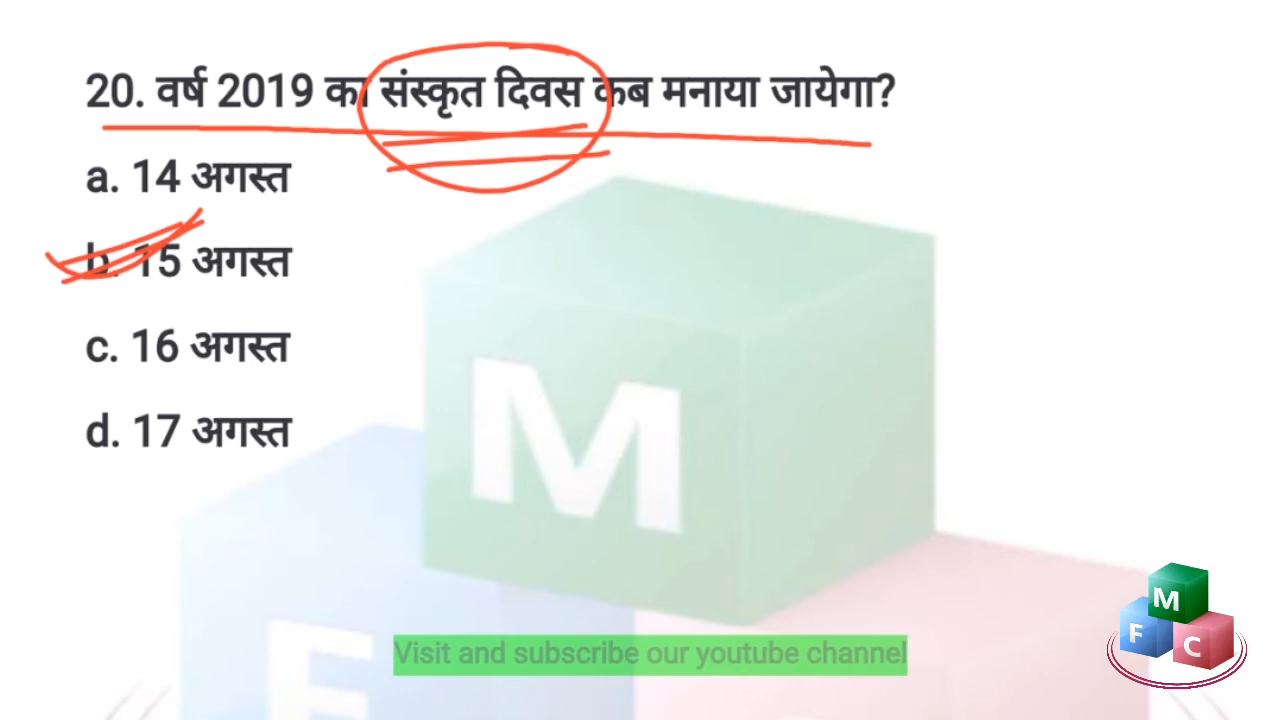 20. वर्ष 2019 का संस्कृत दिवस कब मनाया जायेगा?
a. 14 अगस्त
b. 15 अगस्त
c. 16 अगस्त
d. 17 अगस्त
M
F
Visit and subscribe our youtube channel
M
F
C